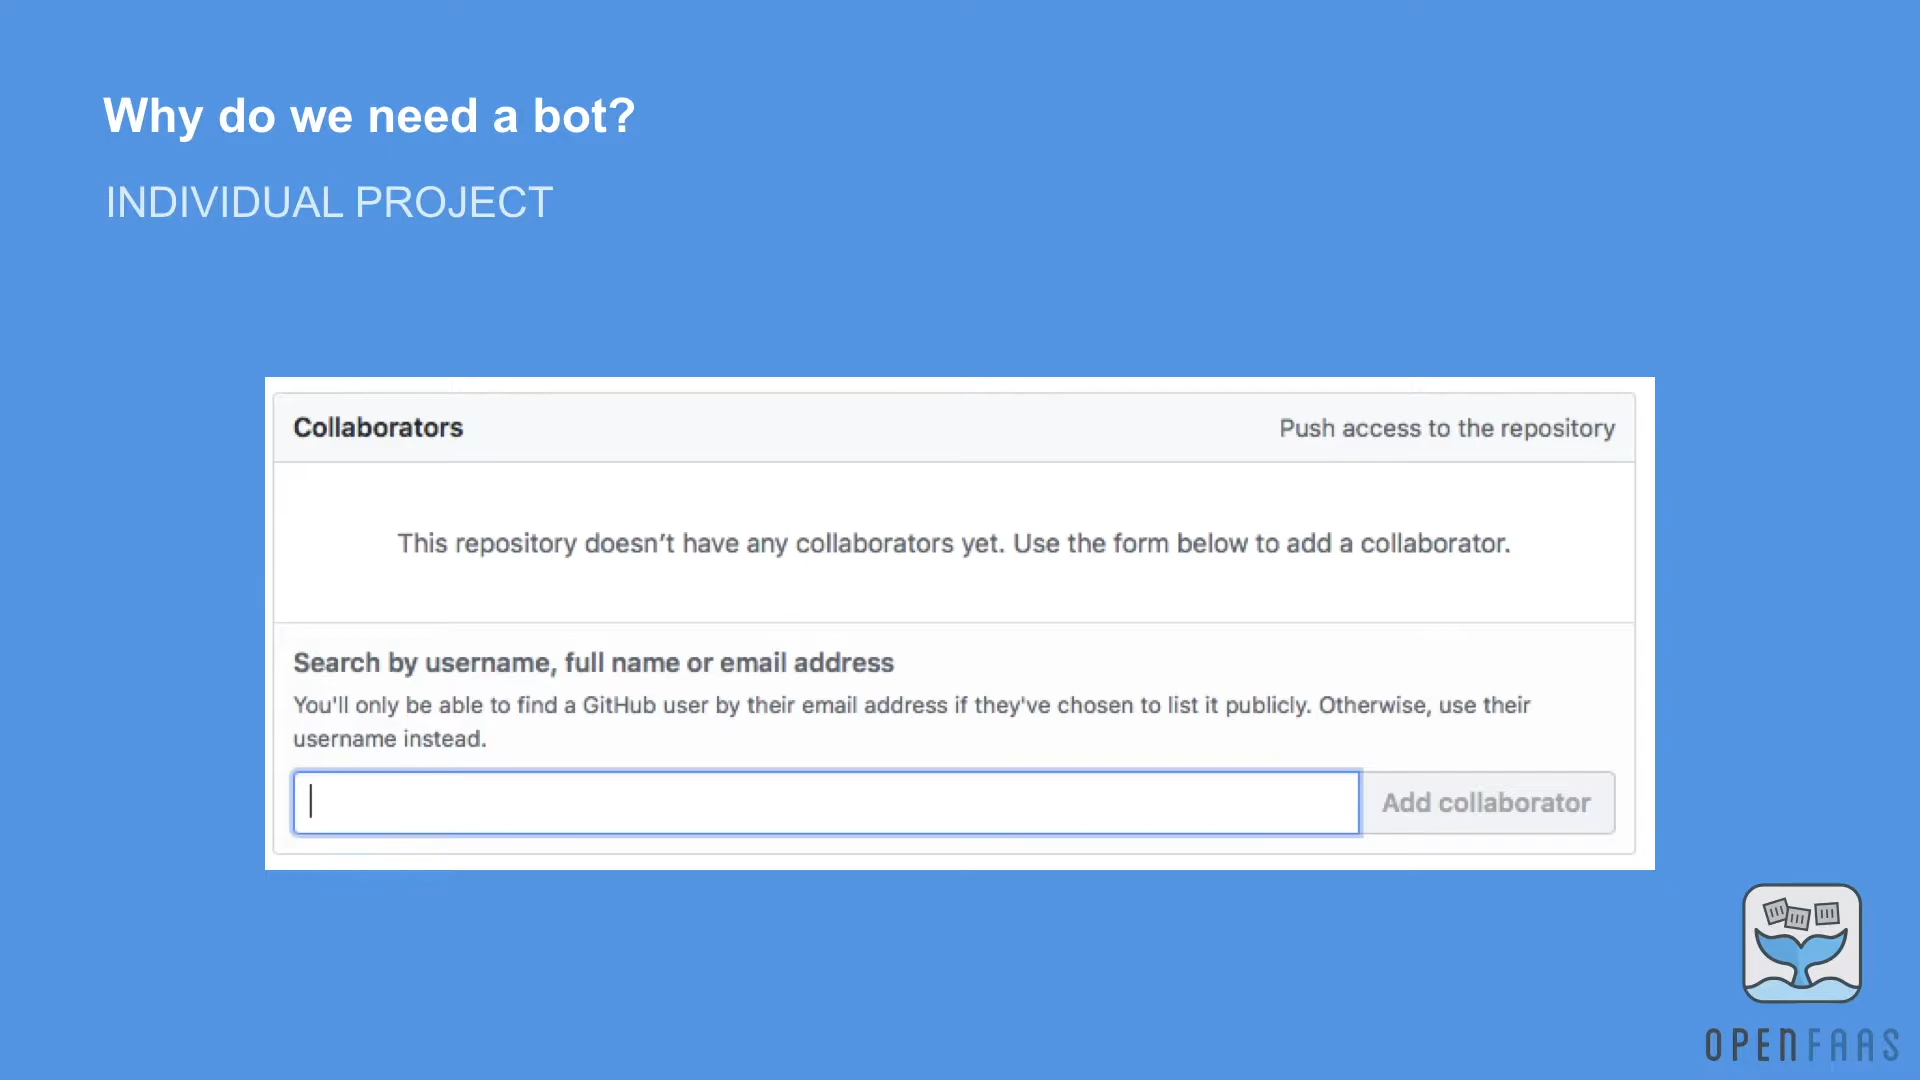 Why do we need a bot?
INDIVIDUAL PROJECT
Collaborators
Push access to the repository
This repository doesn't have any collaborators yet. Use the form below to add a collaborator.
Search by username, full name or email address
You'll only be able to find a GitHub user by their email address if they've chosen to list it publicly. Otherwise, use their
username instead.
Add collaborator
OPENFAAS